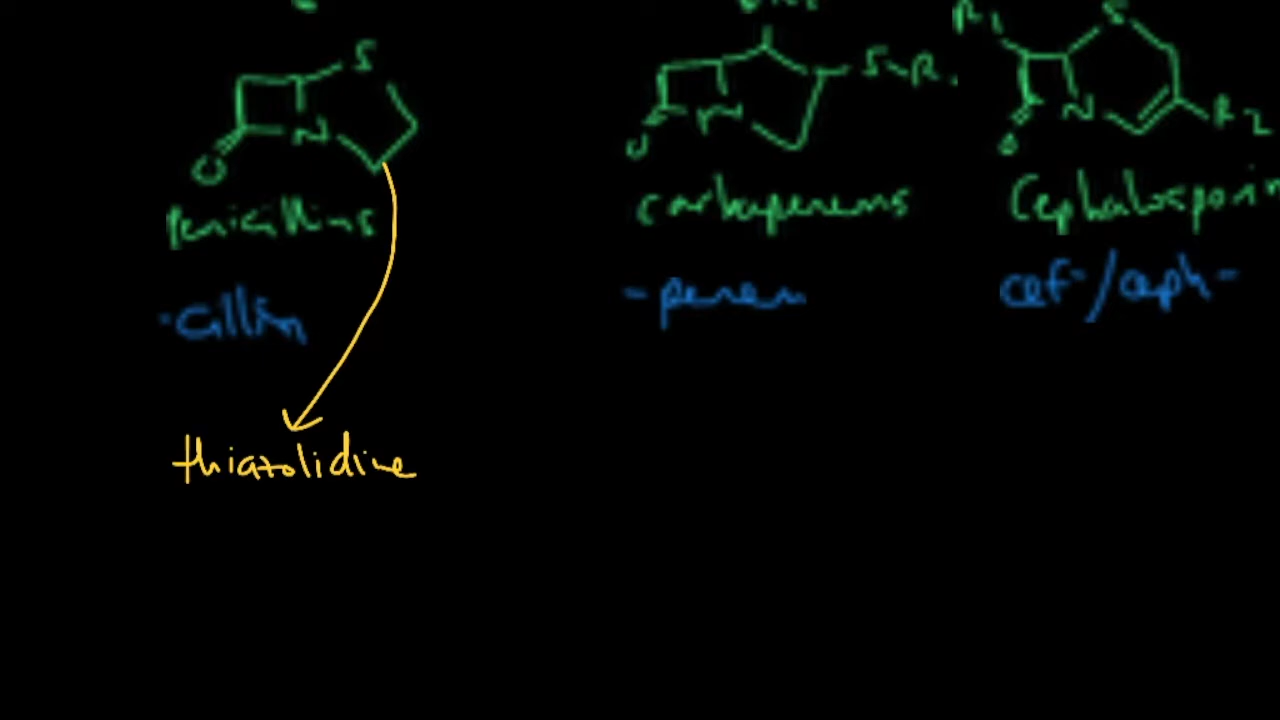 S
N
O
penicillins
-cillin
thiazolidine
S-R
N
O
carbapenems
-penem
R1
S
N
O
R2
Cephalosporin
cef-/ceph-